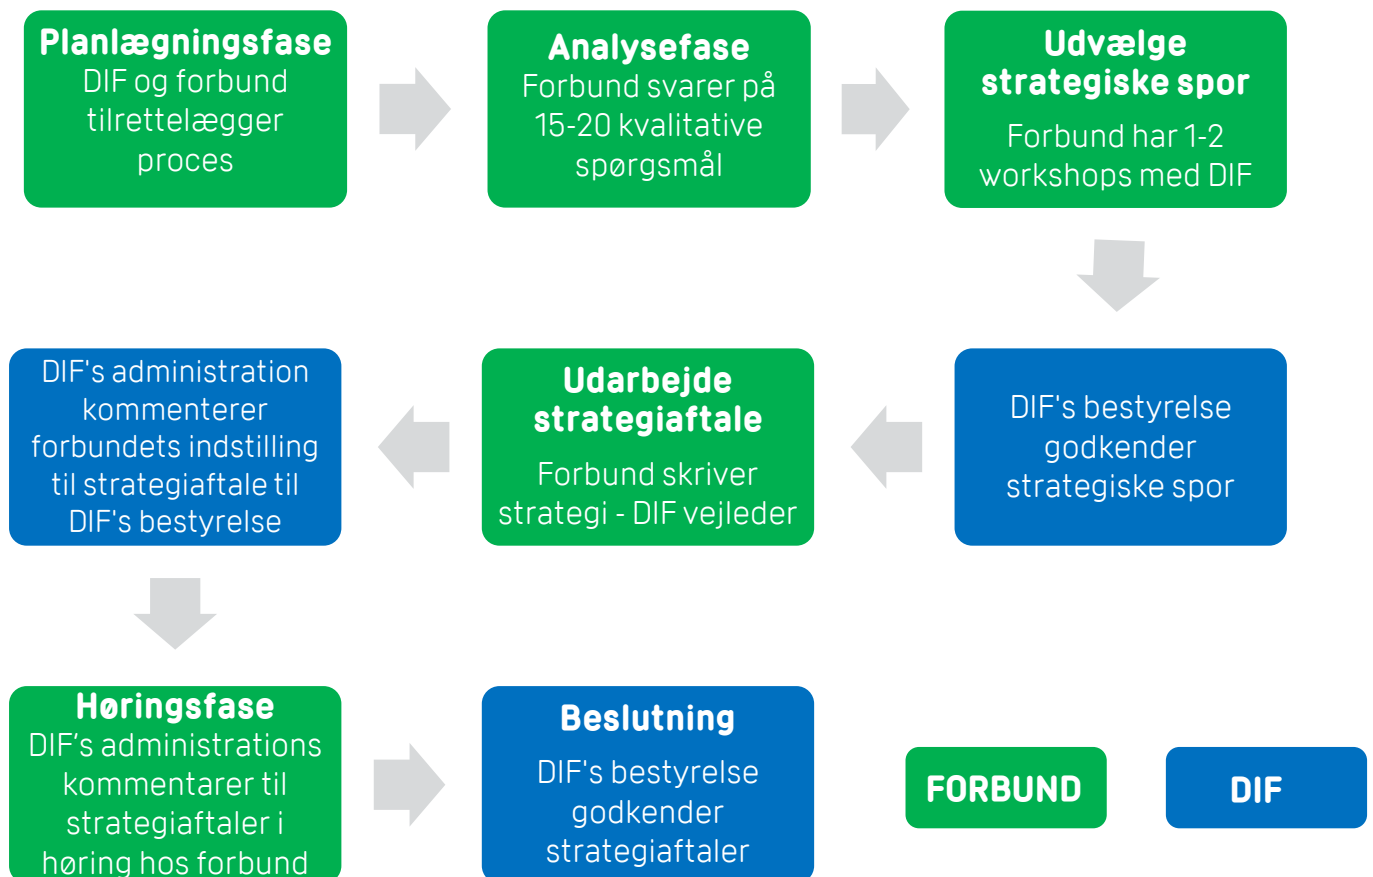 Planlægningsfase
DIF og forbund
tilrettelægger
proces
Analysefase
Forbund svarer på
15-20 kvalitative
spørgsmål
Udvælge
strategiske spor
Forbund har 1-2
workshops med DIF
DIF's bestyrelse
godkender
strategiske spor
Udarbejde
strategiaftale
Forbund skriver
strategi - DIF vejleder
DIF's administration
kommenterer
forbundets indstilling
til strategiaftale til
DIF's bestyrelse
Høringsfase
DIF’s administrations
kommentarer til
strategiaftaler i
høring hos forbund
Beslutning
DIF's bestyrelse
godkender
strategiaftaler
FORBUND
DIF